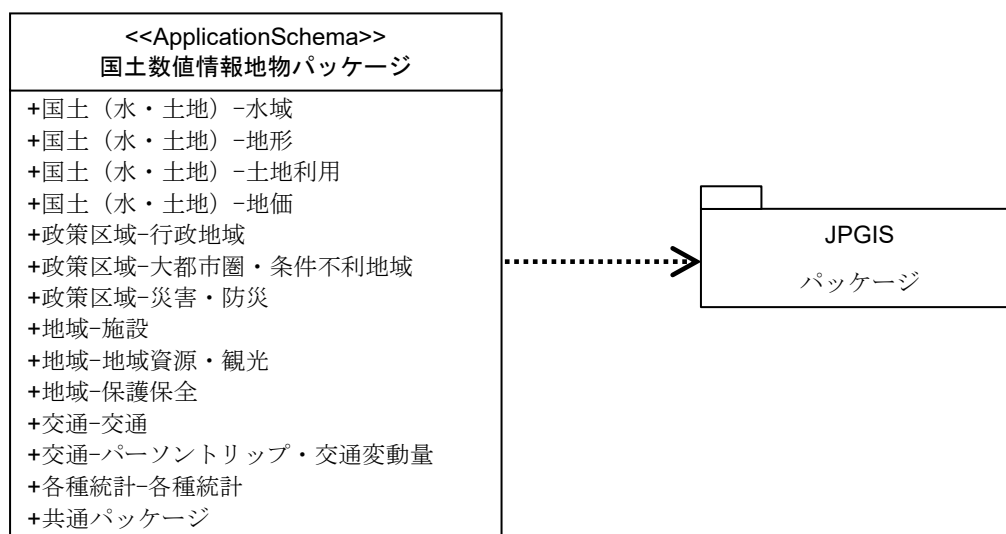 <<ApplicationSchema>>
国土数値情報地物パッケージ
+国土（水・土地）-水域
+国土（水・土地）-地形
+国土（水・土地）-土地利用
+国土（水・土地）-地価
+政策区域-行政地域
+政策区域-大都市圏・条件不利地域
+政策区域-災害・防災
+地域-施設
+地域-地域資源・観光
+地域-保護保全
+交通-交通
+交通-パーソントリップ・交通変動量
+各種統計-各種統計
+共通パッケージ
JPGIS
パッケージ